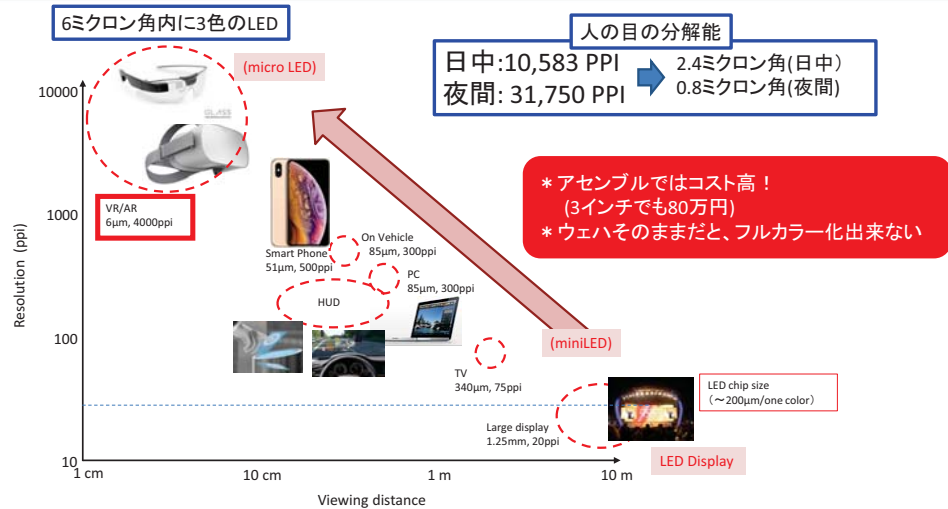 6ミクロン角内に3色のLED
人の目の分解能
日中:10,583 PPI
夜間: 31,750 PPI
2.4ミクロン角(日中)
0.8ミクロン角(夜間)
(micro LED)
GLASS
VR/AR
6μm, 4000ppi
＊アセンブルではコスト高！
(3インチでも80万円)
＊ウェハそのままだと、フルカラー化出来ない
Smart Phone
51μm, 500ppi
On Vehicle
85μm, 300ppi
PC
85μm, 300ppi
HUD
(miniLED)
TV
340μm, 75ppi
LED chip size
（～200μm/one color）
Large display
1.25mm, 20ppi
LED Display
Resolution (ppi)
10000
1000
100
10
1 cm
10 cm
1 m
10 m
Viewing distance